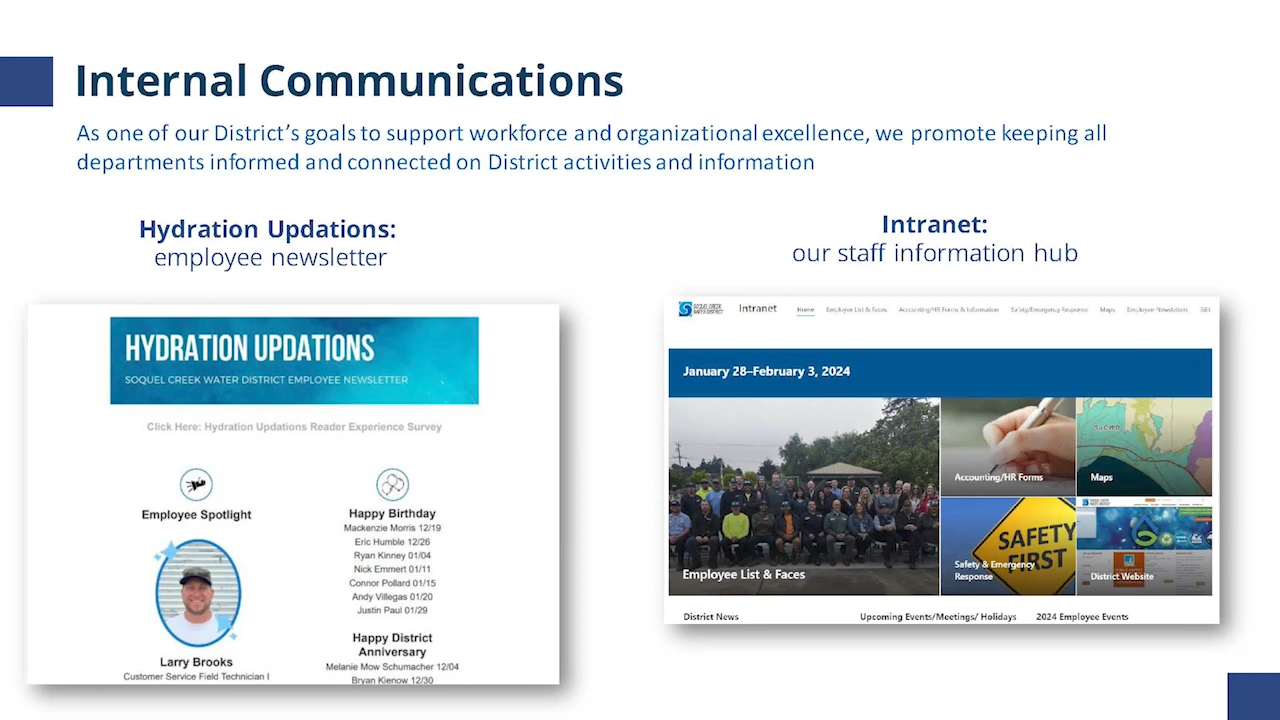 Internal Communications
As one of our District's goals to support workforce and organizational excellence, we promote keeping all
departments informed and connected on District activities and information
Hydration Updations:
employee newsletter
HYDRATION UPDATIONS
SOQUEL CREEK WATER DISTRICT EMPLOYEE NEWSLETTER
Click Here: Hydration Updations Reader Experience Survey
Employee Spotlight
Larry Brooks
Customer Service Field Technician I
Happy Birthday
Mackenzie Morris 12/19
Eric Humble 12/26
Ryan Kinney 01/04
Nick Emmert 01/11
Connor Pollard 01/15
Andy Villegas 01/20
Justin Paul 01/29
Happy District
Anniversary
Melanie Mow Schumacher 12/04
Bryan Kienow 12/30
Intranet:
our staff information hub
SOQUEL CREEK
WATER DISTRICT
Intranet Home Employee List & Faces Accounting/HR Forms & Information Safety/Emergency Response Maps Employee-Newsletters Edit
January 28–February 3, 2024
Employee List & Faces
Accounting/HR Forms
Maps
SAFETY
FIRST
Safety & Emergency
Response
District Website
District News Upcoming Events/Meetings/ Holidays 2024 Employee Events